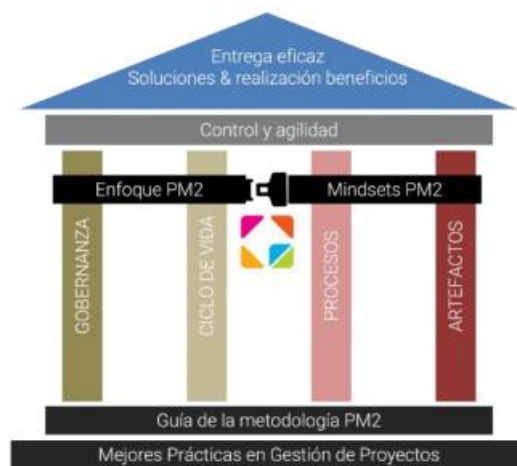 Entrega eficaz
Soluciones & realización beneficios
Control y agilidad
Enfoque PM2
Mindsets PM2
GOBERNANZA
CICLO DE VIDA
PROCESOS
ARTEFACTOS
Guía de la metodología PM2
Mejores Prácticas en Gestión de Proyectos